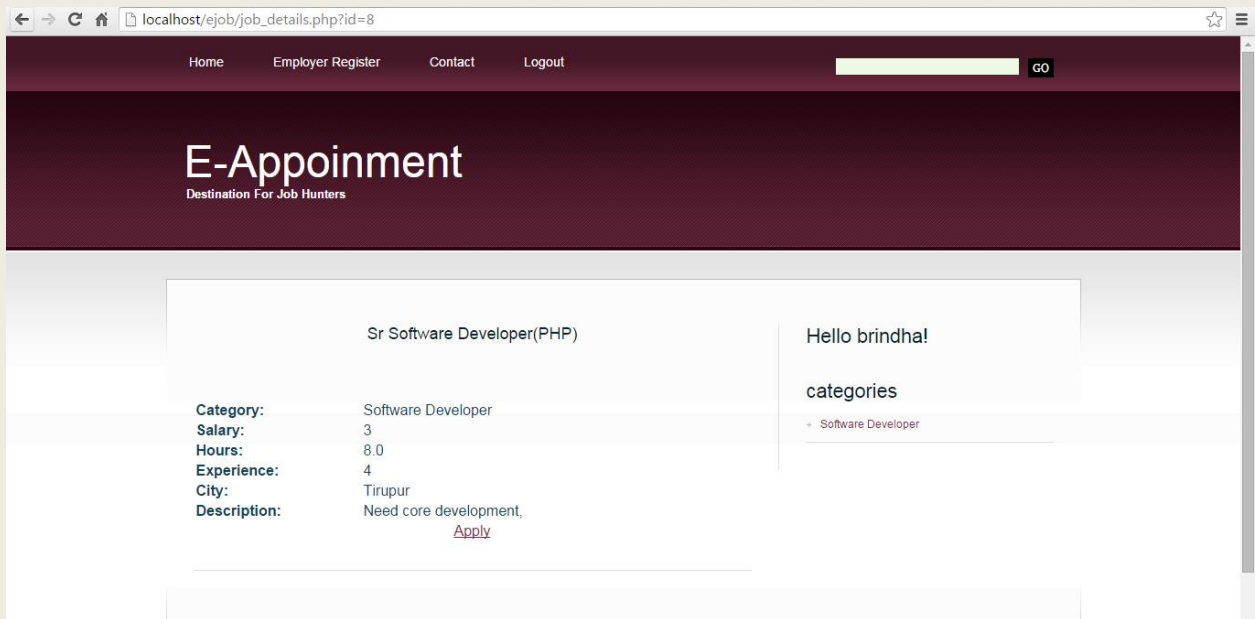 localhost/ejob/job_details.php?id=8
Home Employer Register Contact Logout GO
E-Appoinment
Destination For Job Hunters
Sr Software Developer(PHP)
Category: Software Developer
Salary: 3
Hours: 8.0
Experience: 4
City: Tirupur
Description: Need core development,
Apply
Hello brindha!
categories
Software Developer